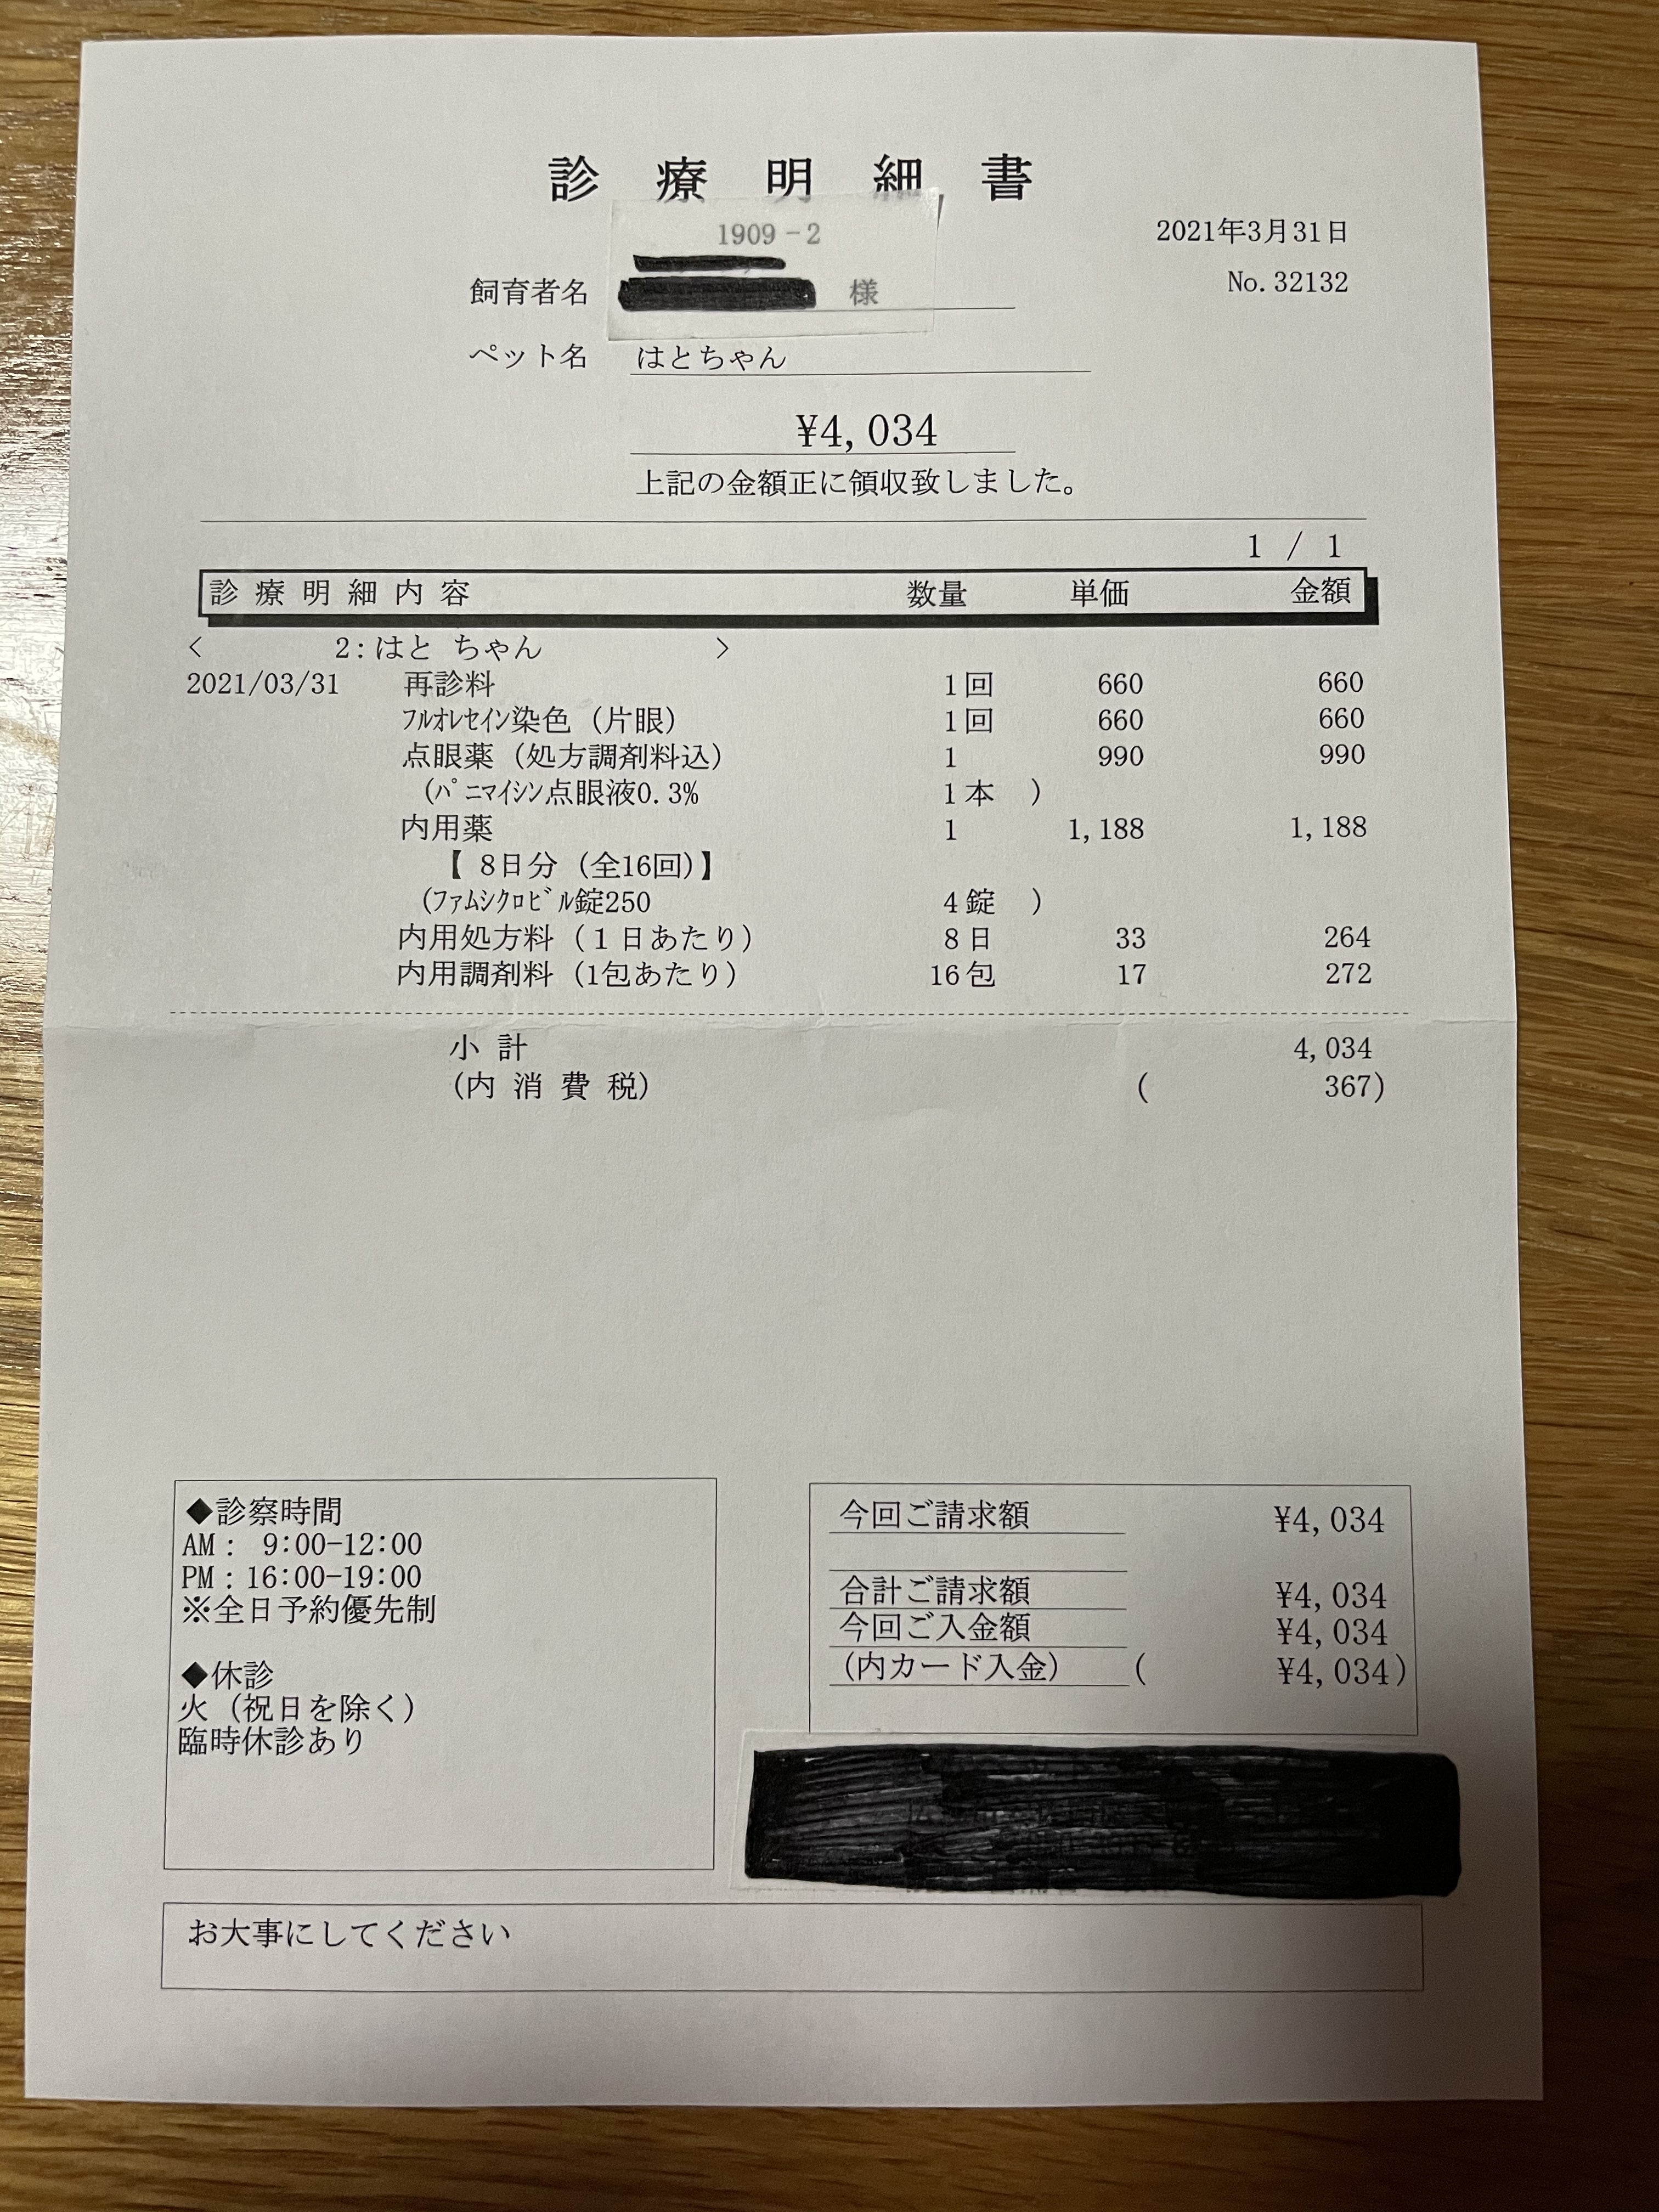 診療明細書
1909-2
2021年3月31日
No.32132
飼育者名 様
ペット名 はとちゃん
¥4,034
上記の金額正に領収致しました。
1 / 1
診療明細内容 数量 単価 金額
< 2:はと ちゃん >
2021/03/31 再診料 1回 660 660
ﾌﾙｵﾚｾｲﾝ染色（片眼） 1回 660 660
点眼薬（処方調剤料込） 1 990 990
(ﾊﾟﾆﾏｲｼﾝ点眼液0.3% 1本 )
内用薬 1 1,188 1,188
【 8日分（全16回)】
(ﾌｧﾑｼｸﾛﾋﾞﾙ錠250 4錠 )
内用処方料（１日あたり） 8日 33 264
内用調剤料（1包あたり） 16包 17 272
小計 4,034
(内消費税) ( 367)
◆診察時間
AM： 9:00-12:00
PM：16:00-19:00
※全日予約優先制
◆休診
火（祝日を除く）
臨時休診あり
今回ご請求額 ¥4,034
合計ご請求額 ¥4,034
今回ご入金額 ¥4,034
(内カード入金) ( ¥4,034)
お大事にしてください